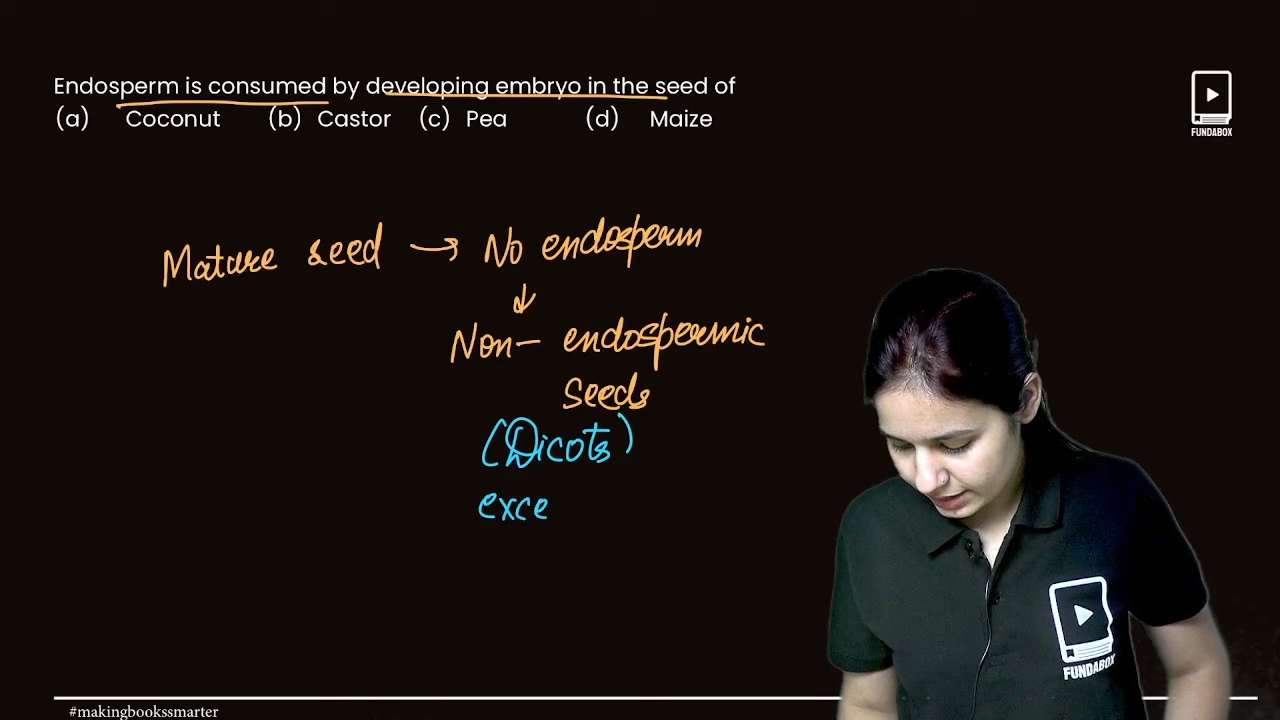 Endosperm is consumed by developing embryo in the seed of
(a) Coconut (b) Castor (c) Pea (d) Maize
FUNDABOX
Mature seed → No endosperm
↓
Non- endospermic
seeds
(Dicots)
exce
FUNDABOX
#makingbookssmarter